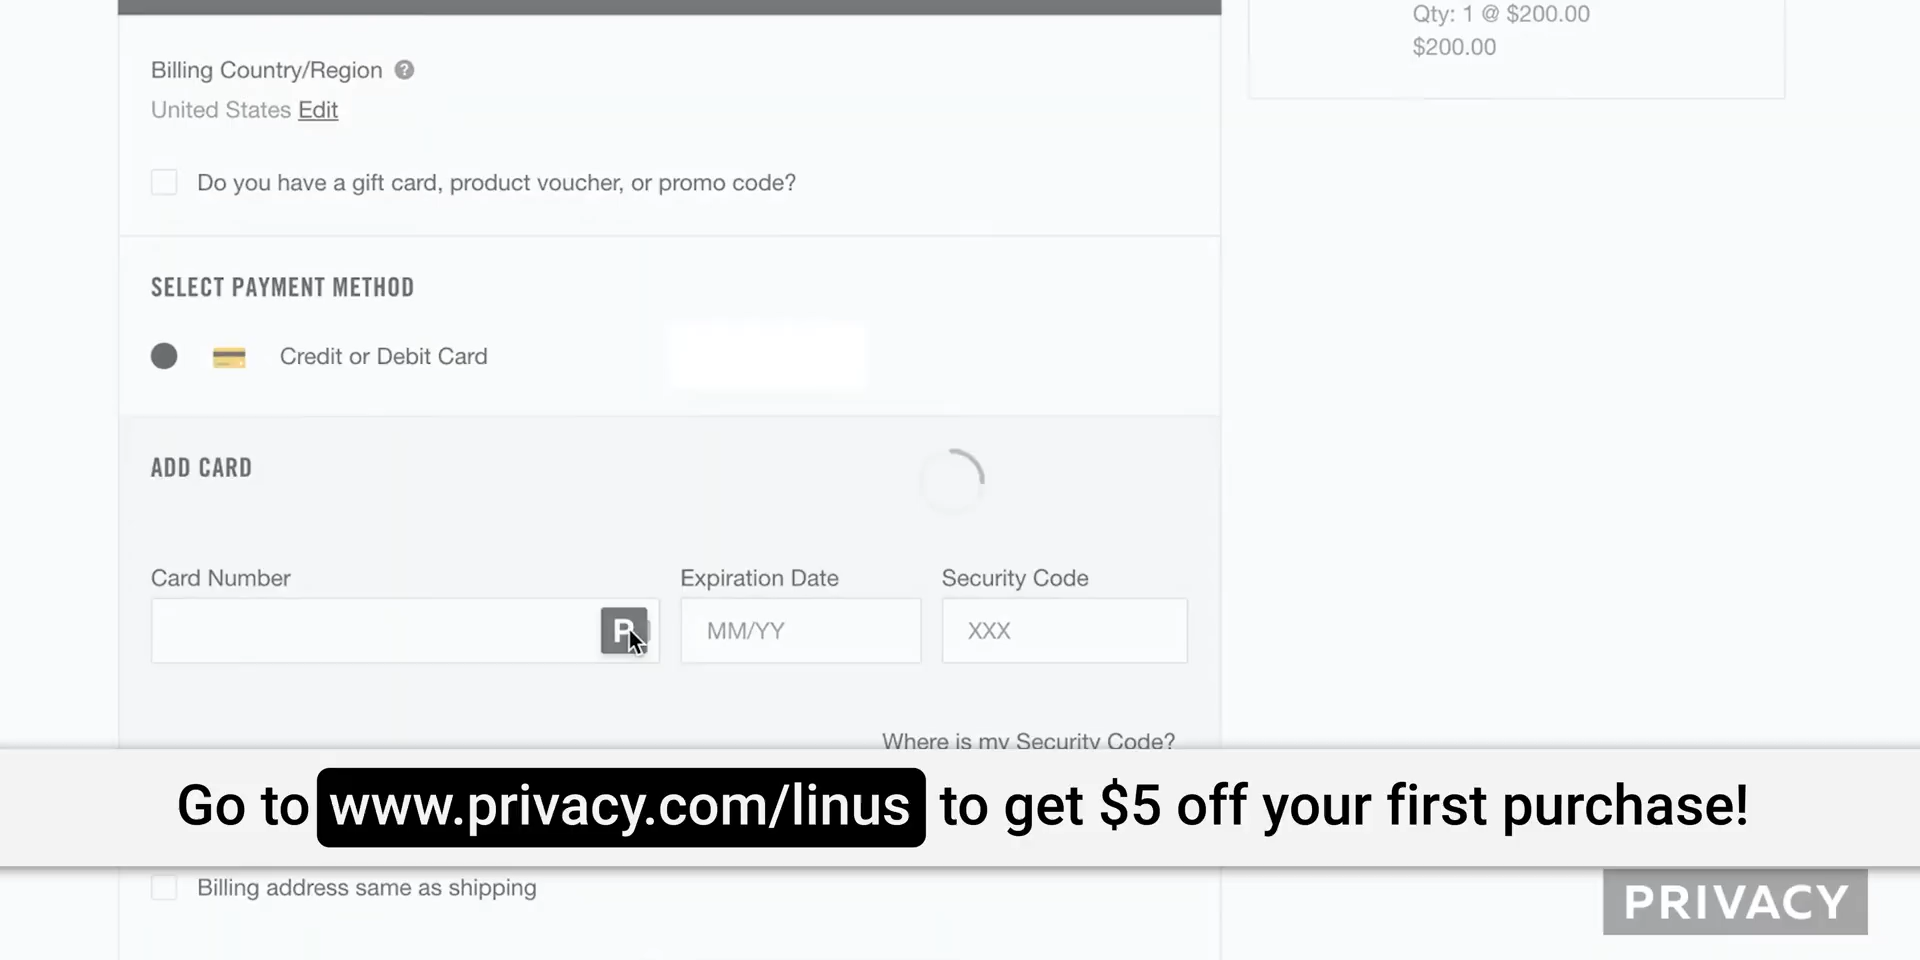 Qty: 1 @ $200.00
$200.00
Billing Country/Region ?
United States Edit
Do you have a gift card, product voucher, or promo code?
SELECT PAYMENT METHOD
Credit or Debit Card
ADD CARD
Card Number
Expiration Date
Security Code
P
MM/YY
XXX
Where is my Security Code?
Go to www.privacy.com/linus to get $5 off your first purchase!
Billing address same as shipping
PRIVACY